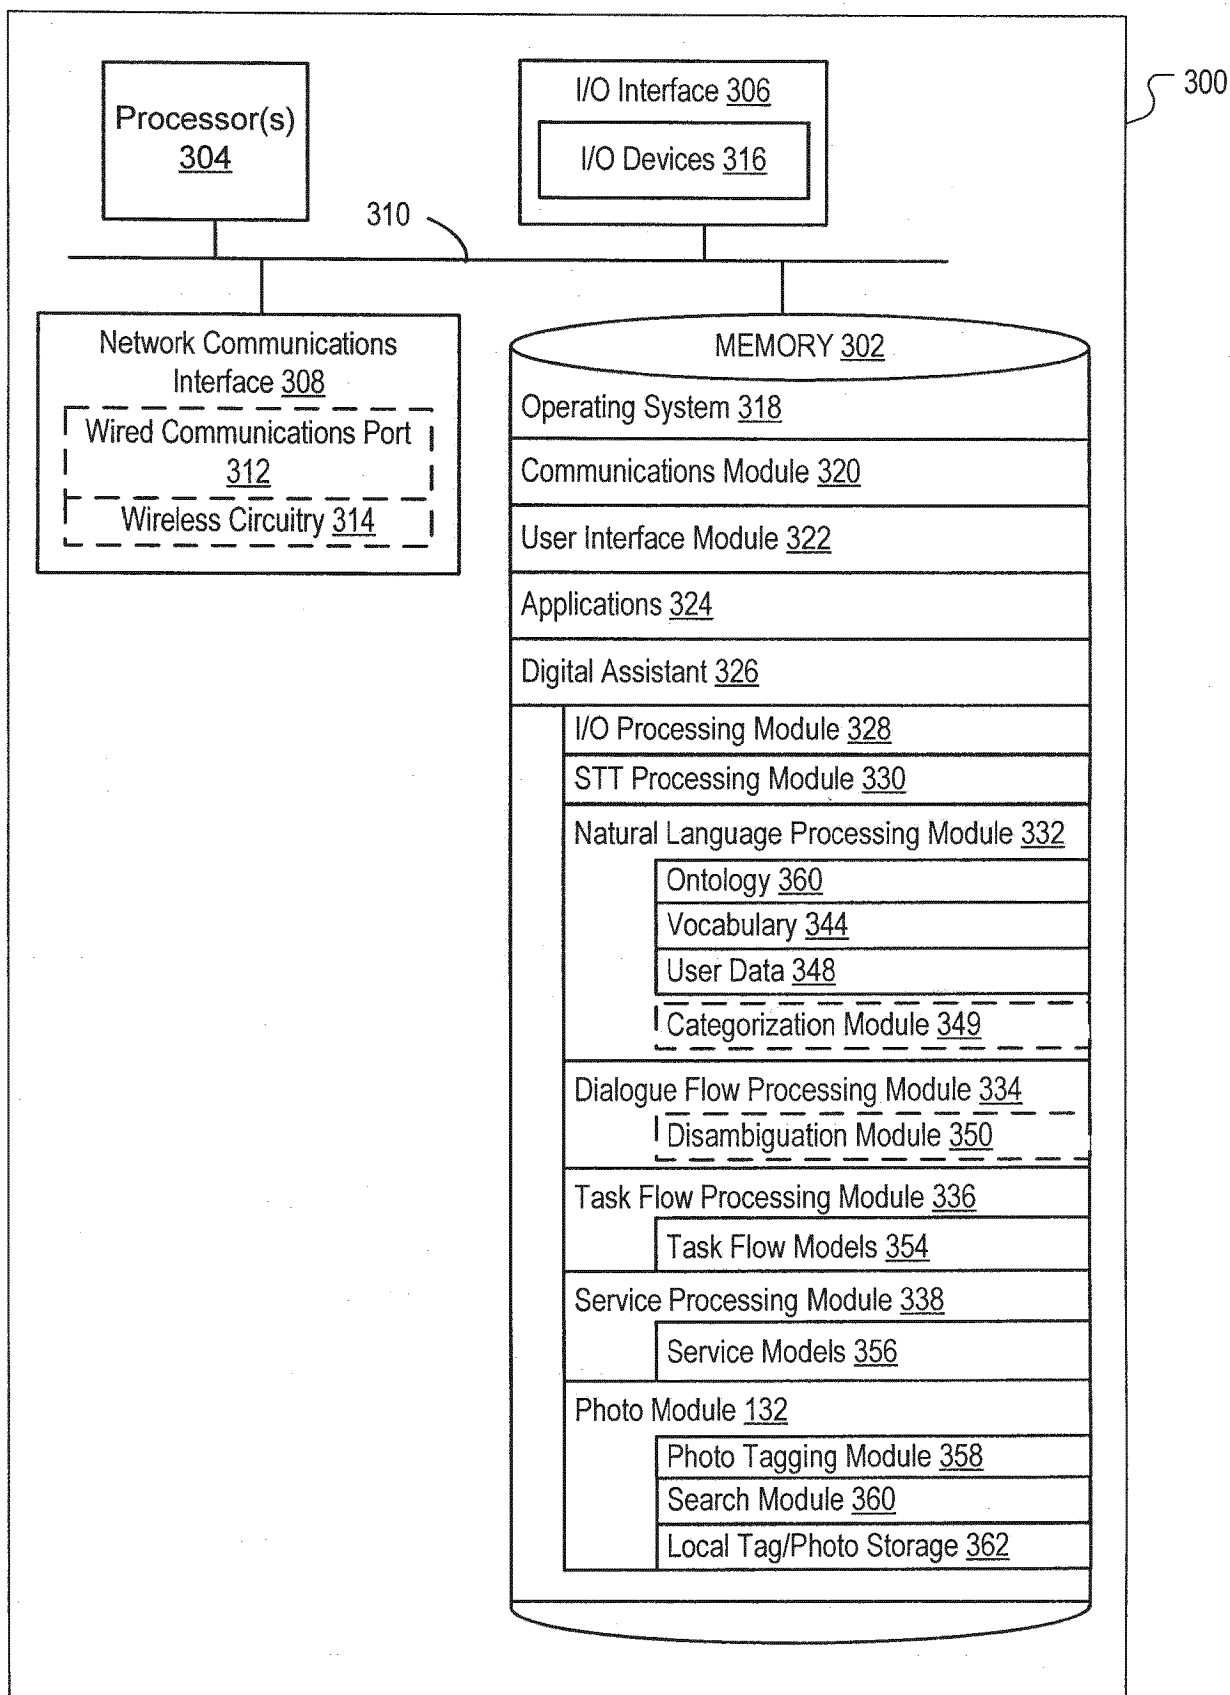 300
Processor(s)
304
I/O Interface 306
I/O Devices 316
310
Network Communications
Interface 308
Wired Communications Port
312
Wireless Circuitry 314
MEMORY 302
Operating System 318
Communications Module 320
User Interface Module 322
Applications 324
Digital Assistant 326
I/O Processing Module 328
STT Processing Module 330
Natural Language Processing Module 332
Ontology 360
Vocabulary 344
User Data 348
Categorization Module 349
Dialogue Flow Processing Module 334
Disambiguation Module 350
Task Flow Processing Module 336
Task Flow Models 354
Service Processing Module 338
Service Models 356
Photo Module 132
Photo Tagging Module 358
Search Module 360
Local Tag/Photo Storage 362